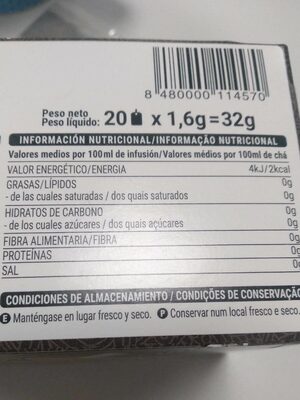 8 480000 114570
Peso neto
Peso líquido: 20 x 1,6g=32g
INFORMACIÓN NUTRICIONAL/INFORMAÇÃO NUTRICIONAL
Valores medios por 100ml de infusión/Valores médios por 100ml de chá
VALOR ENERGÉTICO/ENERGIA 4kJ/2kcal
GRASAS/LÍPIDOS 0g
- de las cuales saturadas / dos quais saturados 0g
HIDRATOS DE CARBONO 0g
- de los cuales azúcares / dos quais açúcares 0g
FIBRA ALIMENTARIA/FIBRA 0g
PROTEÍNAS 0g
SAL 0g
CONDICIONES DE ALMACENAMIENTO / CONDIÇÕES DE CONSERVAÇÃ
E Manténgase en lugar fresco y seco. P Conservar num local fresco e seco.